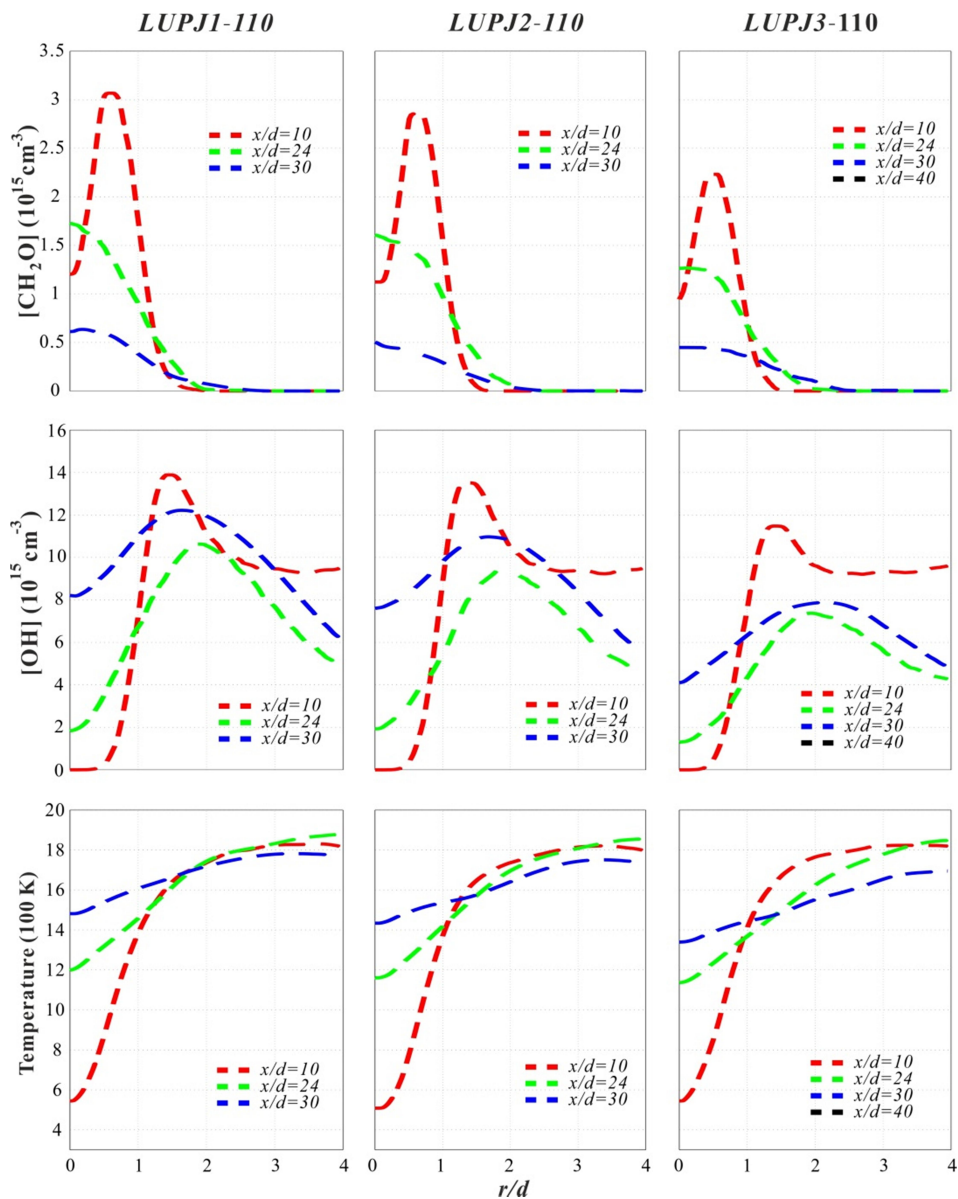 LUPJ1-110 LUPJ2-110 LUPJ3-110
3.5
3
2.5
2
1.5
1
0.5
0
[CH₂O] (10¹⁵ cm⁻³)
x/d=10
x/d=24
x/d=30
x/d=10
x/d=24
x/d=30
x/d=10
x/d=24
x/d=30
x/d=40
16
14
12
10
8
6
4
2
0
[OH] (10¹⁵ cm⁻³)
x/d=10
x/d=24
x/d=30
x/d=10
x/d=24
x/d=30
x/d=10
x/d=24
x/d=30
x/d=40
20
18
16
14
12
10
8
6
4
Temperature (100 K)
x/d=10
x/d=24
x/d=30
x/d=10
x/d=24
x/d=30
x/d=10
x/d=24
x/d=30
x/d=40
0 1 2 3 4 0 1 2 3 4 0 1 2 3 4
r/d